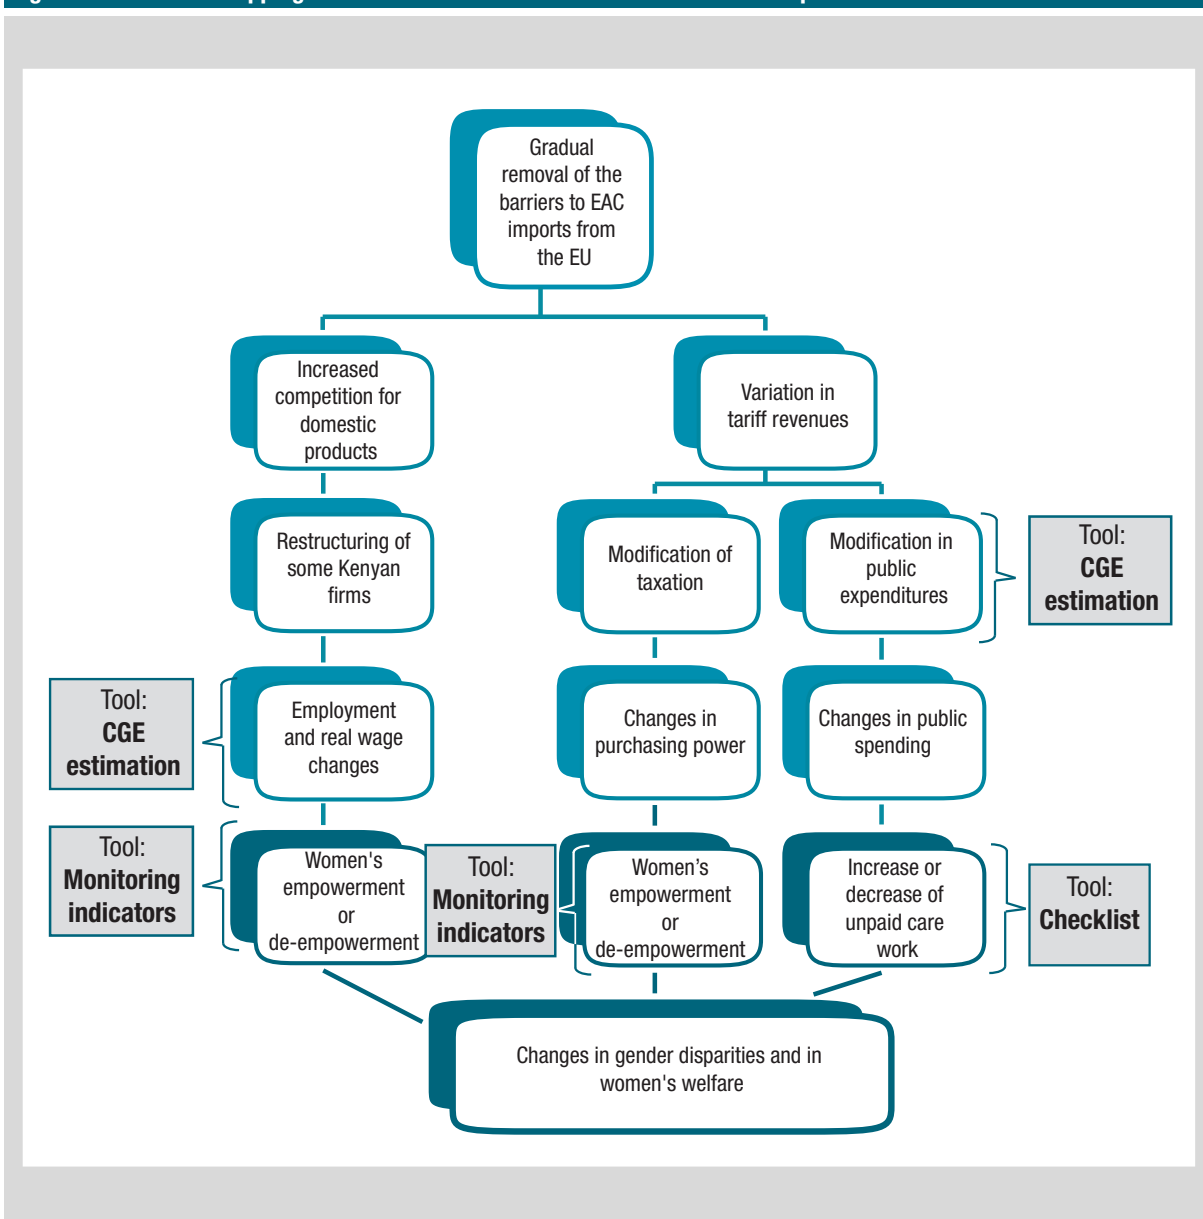 Gradual
removal of the
barriers to EAC
imports from
the EU
Increased
competition for
domestic
products
Variation in
tariff revenues
Restructuring of
some Kenyan
firms
Modification of
taxation
Modification in
public
expenditures
Tool:
CGE
estimation
Tool:
CGE
estimation
Employment
and real wage
changes
Changes in
purchasing power
Changes in public
spending
Tool:
Monitoring
indicators
Women's
empowerment
or
de-empowerment
Tool:
Monitoring
indicators
Women’s
empowerment
or
de-empowerment
Increase or
decrease of
unpaid care
work
Tool:
Checklist
Changes in gender disparities and in
women's welfare